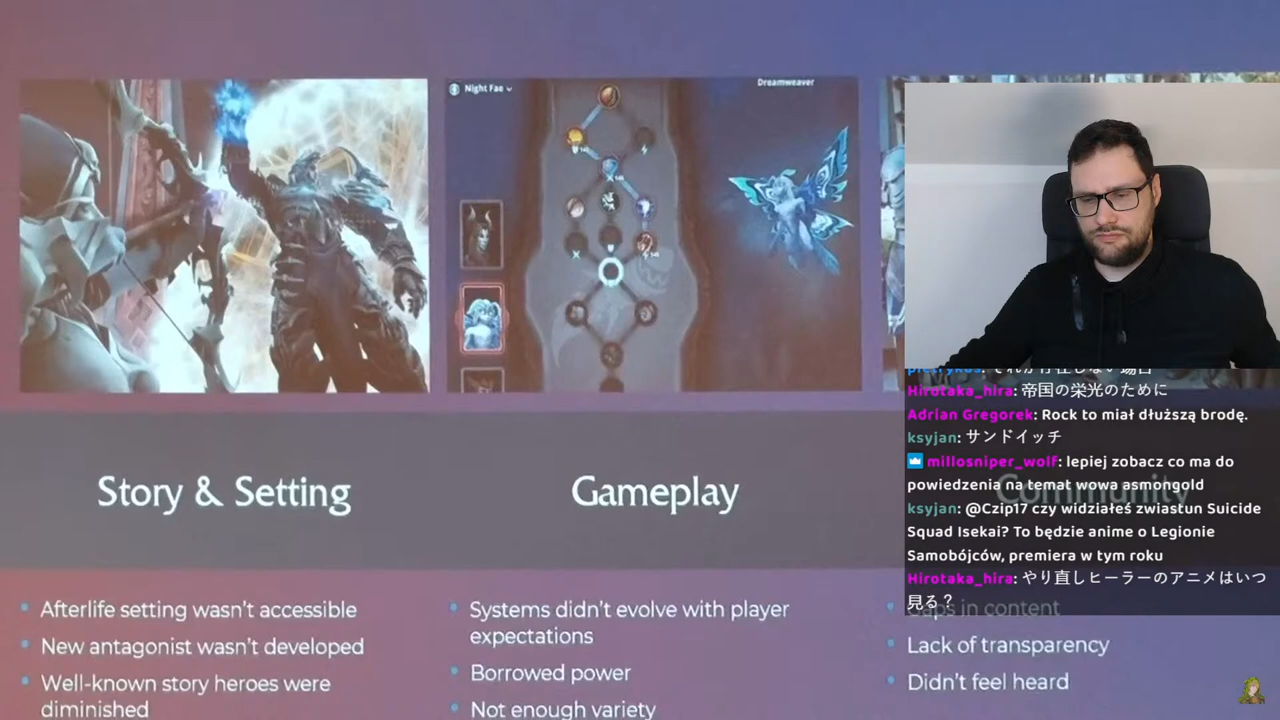 Night Fae
Dreamweaver
Story & Setting
Gameplay
Community
Afterlife setting wasn't accessible
New antagonist wasn't developed
Well-known story heroes were
diminished
Systems didn't evolve with player
expectations
Borrowed power
Not enough variety
Gaps in content
Lack of transparency
Didn't feel heard
Hirotaka_hira: 帝国の栄光のために
Adrian Gregorek: Rock to miał dłuższą brodę.
ksyjan: サンドイッチ
millosniper_wolf: lepiej zobacz co ma do
powiedzenia na temat wowa asmongold
ksyjan: @Czip17 czy widziałeś zwiastun Suicide
Squad Isekai? To będzie anime o Legionie
Samobójców, premiera w tym roku
Hirotaka_hira: やり直しヒーラーのアニメはいつ
見る？